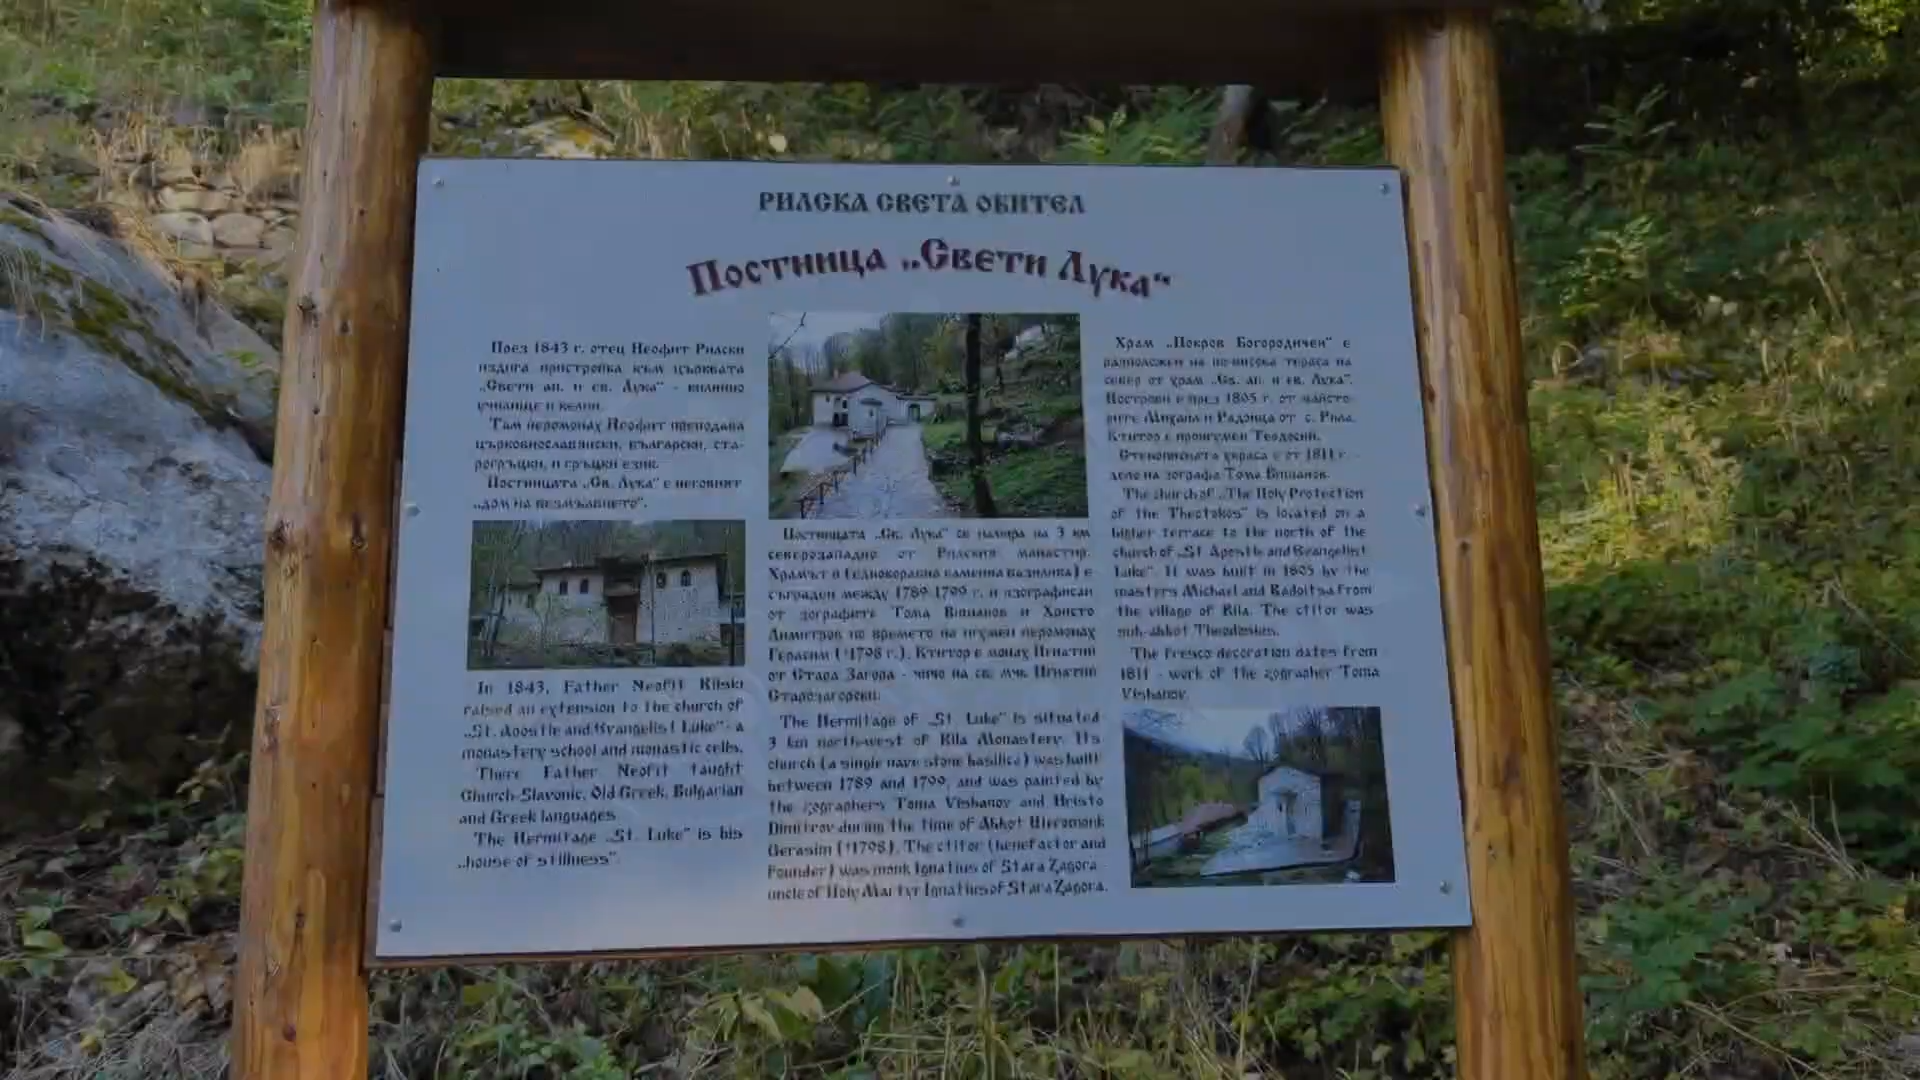 РИЛСКА СВЕТА ОБИТЕЛ
Постница „Свети Лука“
През 1843 г. отец Неофит Рилски
издига пристройка към църквата
„Свети ап. и ев. Лука“ - килийно
училище и келии.
Там йеромонах Неофит преподава
църковнославянски, български, ста-
рогръцки, и гръцки език.
Постницата „Св. Лука“ е неговият
„дом на безмълвието“.
In 1843, Father Neofit Rilski
raised an extension to the church of
„St. Apostle and Evangelist Luke“- a
monastery school and monastic cells.
There Father Neofit taught
Church-Slavonic, Old Greek, Bulgarian
and Greek languages
The Hermitage „St. Luke“ is his
„house of stillness“.
Постницата „Св. Лука“ се намира на 3 км
северозападно от Рилския манастир.
Храмът ѝ (еднокорабна каменна базилика) е
съграден между 1789-1799 г. и изографисан
от зографите Тома Вишанов и Христо
Димитров по времето на игумен йеромонах
Герасим (†1798 г.). Ктитор е монах Игнатий
от Стара Загора - чичо на св. мчк Игнатий
Старозагорски.
The Hermitage of „St. Luke“ is situated
3 km north-west of Rila Monastery. Its
church (a single nave stone basilica) was built
between 1789 and 1799, and was painted by
the zographers Toma Vishanov and Hristo
Dimitrov during the time of Abbot Hieromonk
Gerasim (†1798). The ctitor (benefactor and
founder) was monk Ignatius of Stara Zagora -
uncle of Holy Martyr Ignatius of Stara Zagora.
Храм „Покров Богородичен“ е
разположен на по-висока тераса на
север от храм „Св. ап. и ев. Лука“.
Построен е през 1805 г. от майсто-
рите Михаил и Радоица от с. Рила.
Ктитор е проигумен Теодосий.
Стенописната украса е от 1811 г. -
дело на зографа Тома Вишанов.
The church of „The Holy Protection
of the Theotokos“ is located on a
higher terrace to the north of the
church of „St Apostle and Evangelist
Luke“. It was built in 1805 by the
masters Michael and Radoitsa from
the village of Rila. The ctitor was
sub-abbot Theodosius.
The fresco decoration dates from
1811 - work of the zographer Toma
Vishanov.